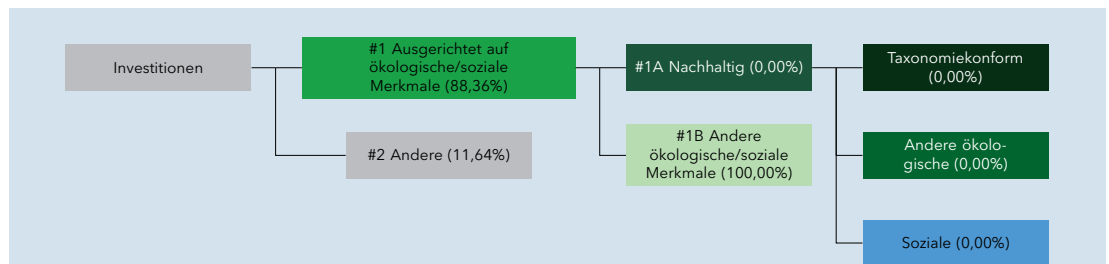 Investitionen
#1 Ausgerichtet auf
ökologische/soziale
Merkmale (88,36%)
#2 Andere (11,64%)
#1A Nachhaltig (0,00%)
#1B Andere
ökologische/soziale
Merkmale (100,00%)
Taxonomiekonform
(0,00%)
Andere ökolo-
gische (0,00%)
Soziale (0,00%)